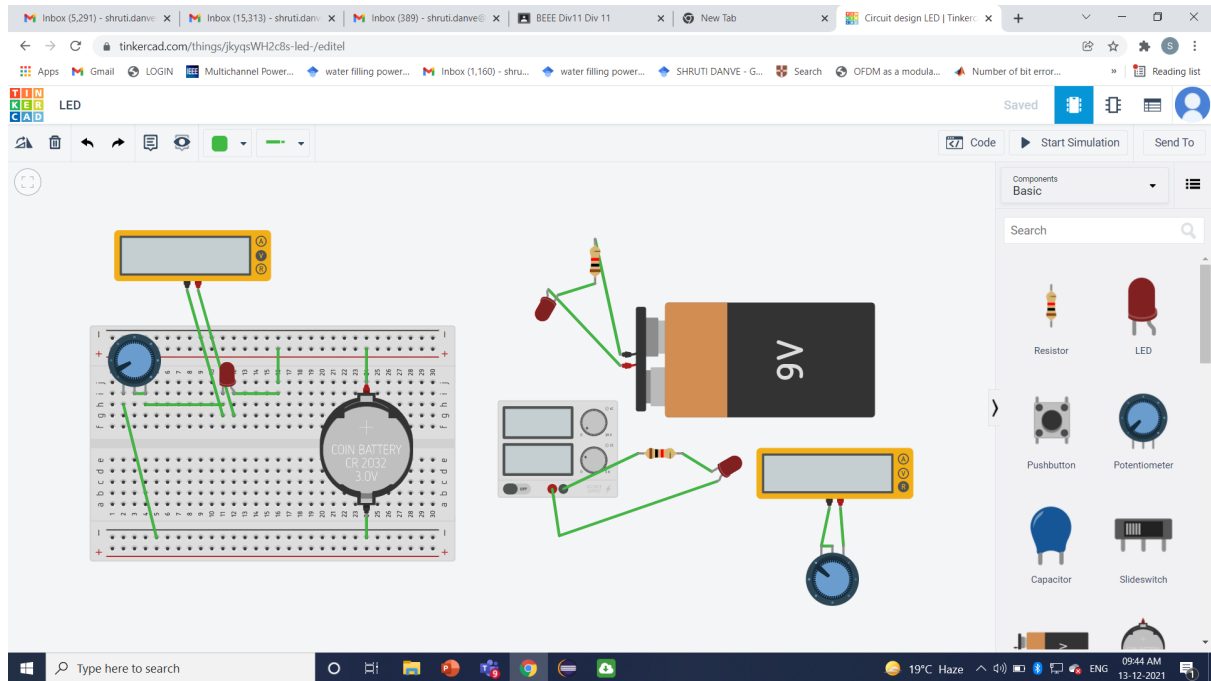 Inbox (5,291) - shruti.danve
Inbox (15,313) - shruti.danv
Inbox (389) - shruti.danve@
BEEE Div11 Div 11
New Tab
Circuit design LED | Tinkerc
tinkercad.com/things/jkyqsWH2c8s-led-/editel
S
Apps
Gmail
LOGIN
IEEE
Multichannel Power...
water filling power...
Inbox (1,160) - shru...
water filling power...
SHRUTI DANVE - G...
Search
OFDM as a modula...
Number of bit error...
»
Reading list
TIN
KER
CAD
LED
Saved
Code
Start Simulation
Send To
Components
Basic
Search
Resistor
LED
Pushbutton
Potentiometer
Capacitor
Slideswitch
A
V
R
COIN BATTERY
CR 2032
3.0V
9V
OFF
A
V
R
Type here to search
19°C Haze
ENG
09:44 AM
13-12-2021